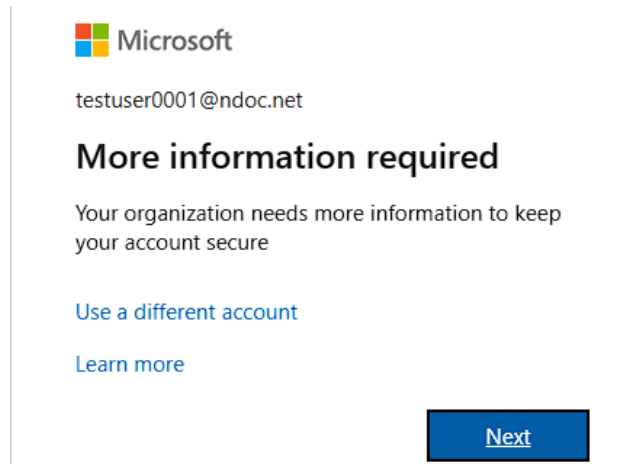 Microsoft
testuser0001@ndoc.net
More information required
Your organization needs more information to keep
your account secure
Use a different account
Learn more
Next